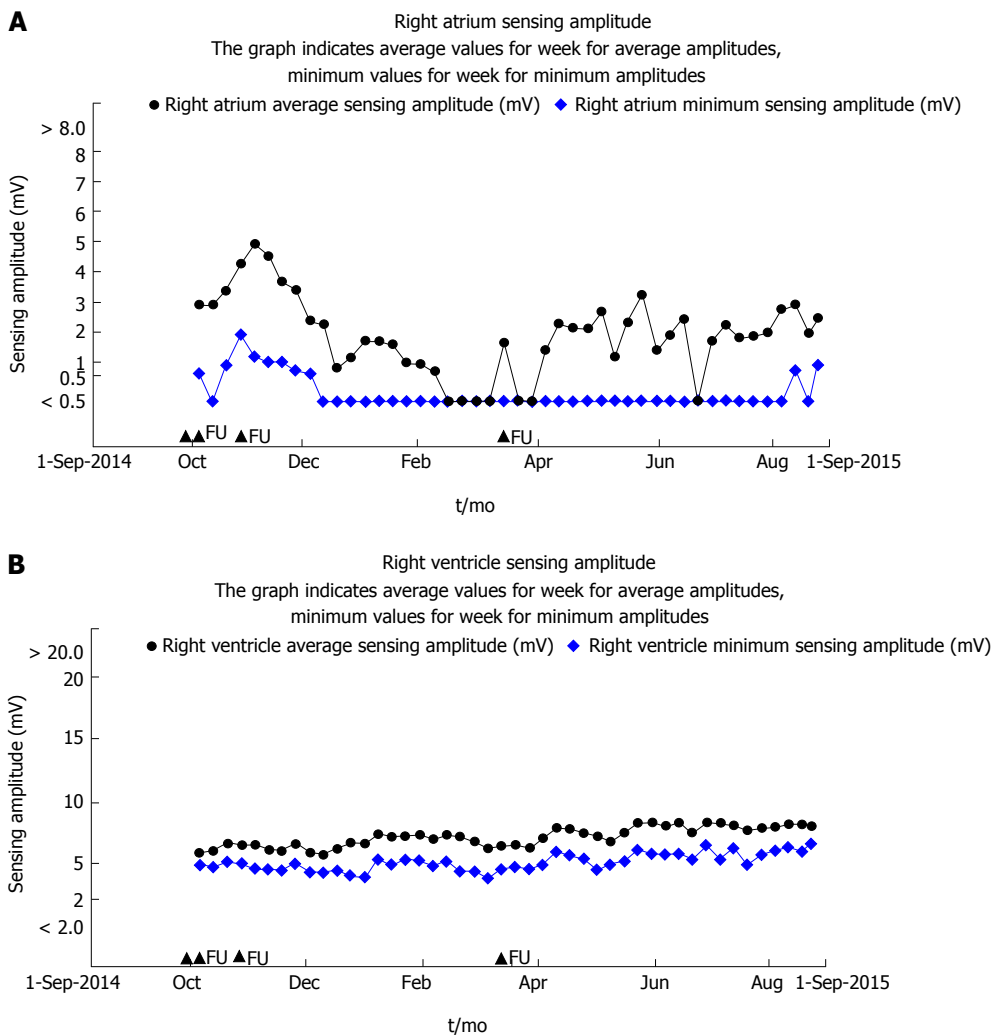 A
Right atrium sensing amplitude
The graph indicates average values for week for average amplitudes,
minimum values for week for minimum amplitudes
Right atrium average sensing amplitude (mV) Right atrium minimum sensing amplitude (mV)
Sensing amplitude (mV)
> 8.0
8
7
6
5
4
3
2
1
0.5
< 0.5
FU FU FU
1-Sep-2014 Oct Dec Feb Apr Jun Aug 1-Sep-2015
t/mo
B
Right ventricle sensing amplitude
The graph indicates average values for week for average amplitudes,
minimum values for week for minimum amplitudes
Right ventricle average sensing amplitude (mV) Right ventricle minimum sensing amplitude (mV)
Sensing amplitude (mV)
> 20.0
20
15
10
5
2
< 2.0
FU FU FU
1-Sep-2014 Oct Dec Feb Apr Jun Aug 1-Sep-2015
t/mo